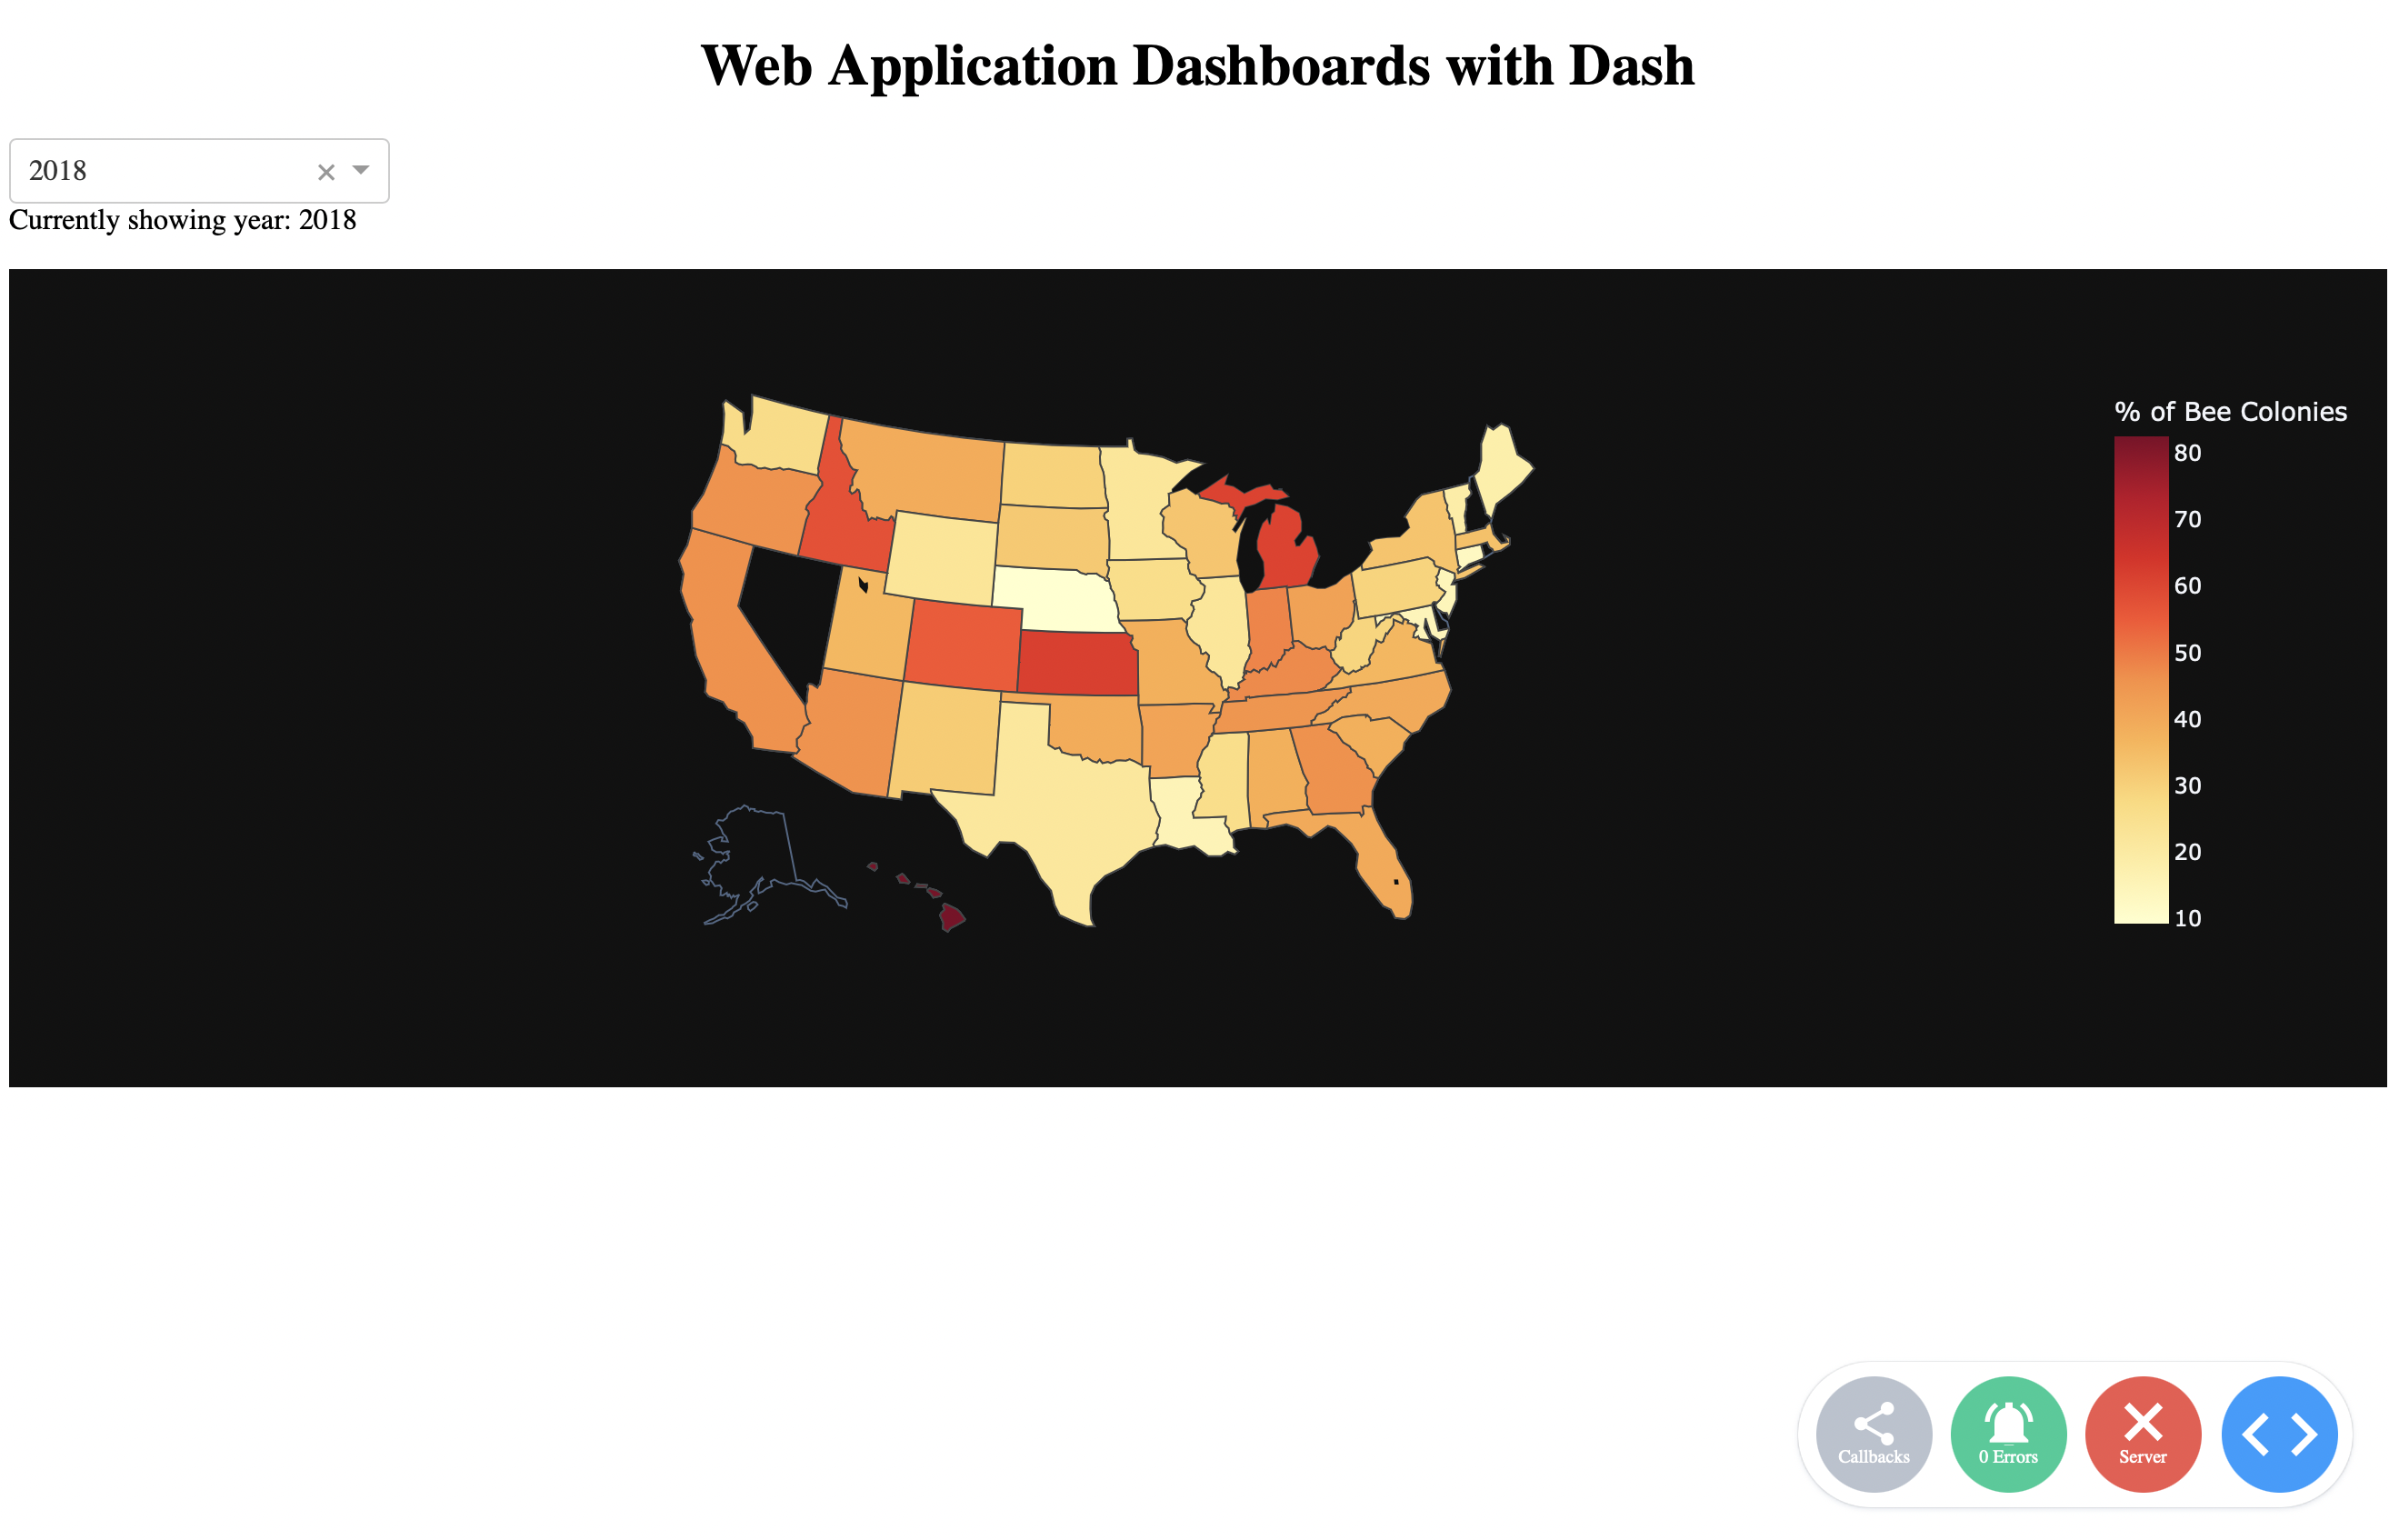 Web Application Dashboards with Dash
2018
Currently showing year: 2018
% of Bee Colonies
80
70
60
50
40
30
20
10
Callbacks
0 Errors
Server